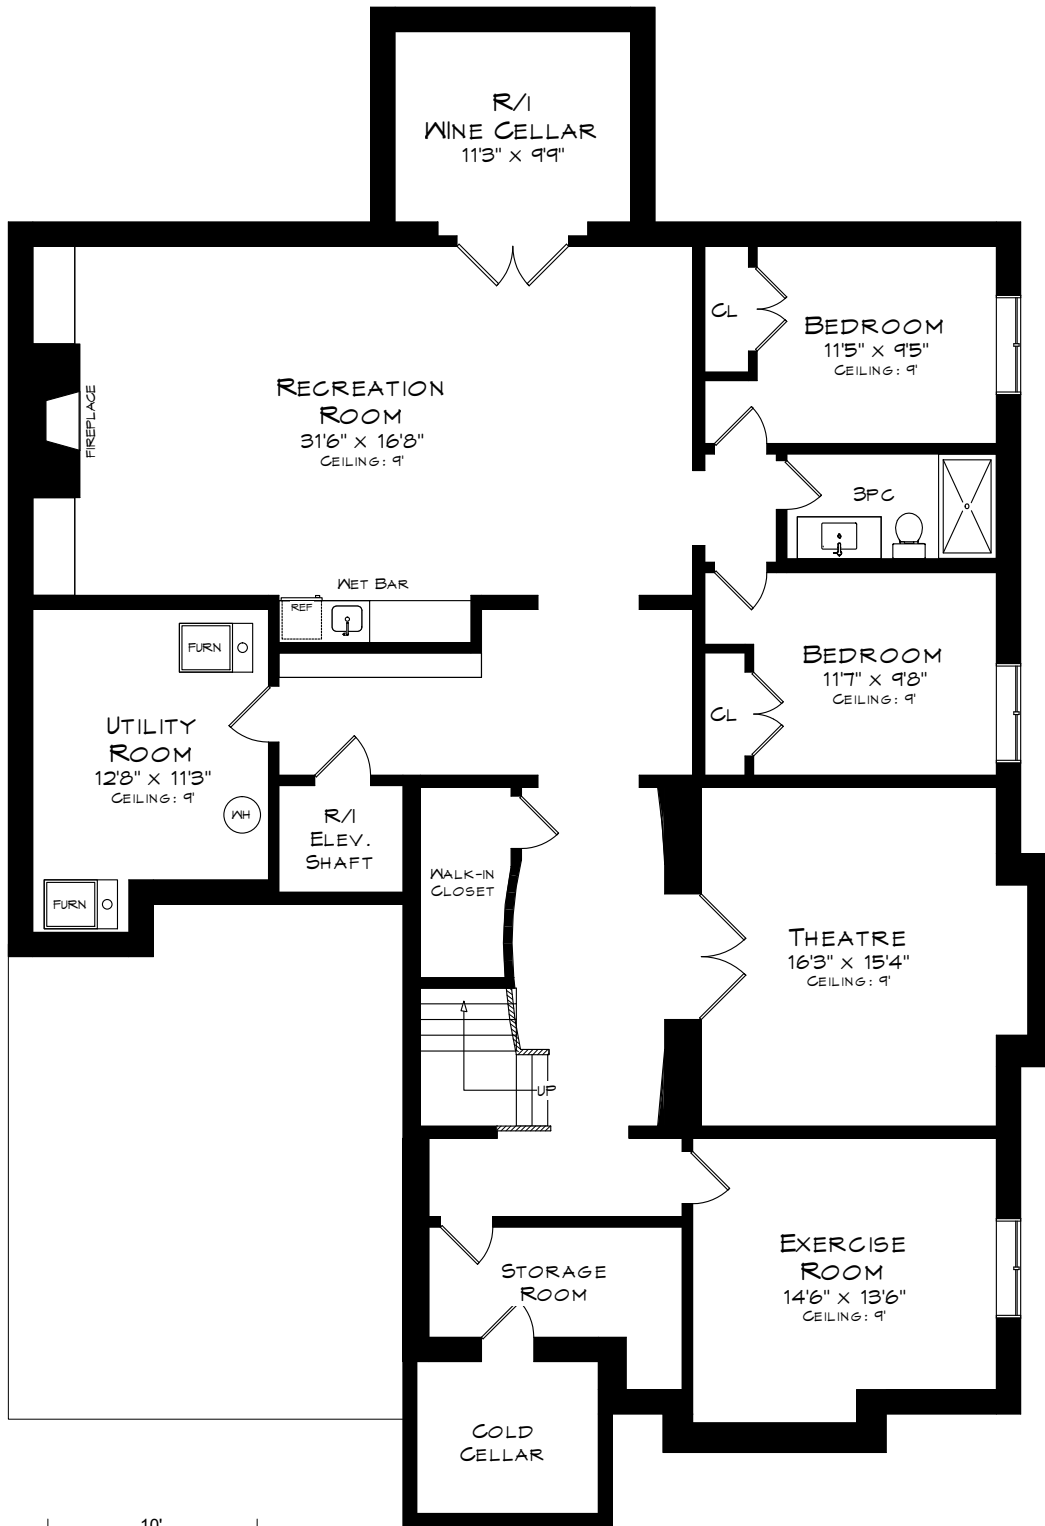 R/I
WINE CELLAR
11'3" x 9'9"
CL
BEDROOM
11'5" x 9'5"
CEILING: 9'
RECREATION
ROOM
31'6" x 16'8"
CEILING: 9'
FIREPLACE
3PC
WET BAR
REF
FURN
BEDROOM
11'7" x 9'8"
CEILING: 9'
CL
UTILITY
ROOM
12'8" x 11'3"
CEILING: 9'
WH
R/I
ELEV.
SHAFT
WALK-IN
CLOSET
FURN
THEATRE
16'3" x 15'4"
CEILING: 9'
UP
EXERCISE
ROOM
14'6" x 13'6"
CEILING: 9'
STORAGE
ROOM
COLD
CELLAR
10'